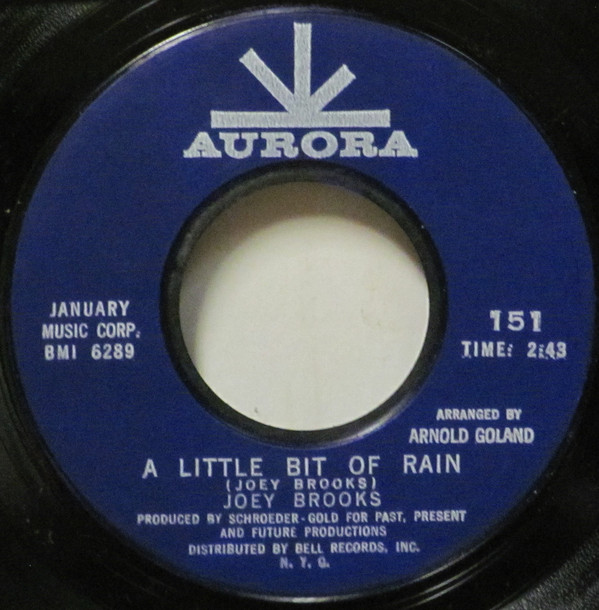 AURORA
JANUARY
MUSIC CORP.
BMI 6289
151
TIME: 2:43
ARRANGED BY
ARNOLD GOLAND
A LITTLE BIT OF RAIN
(JOEY BROOKS)
JOEY BROOKS
PRODUCED BY SCHROEDER-GOLD FOR PAST, PRESENT
AND FUTURE PRODUCTIONS
DISTRIBUTED BY BELL RECORDS, INC.
N. Y. C.